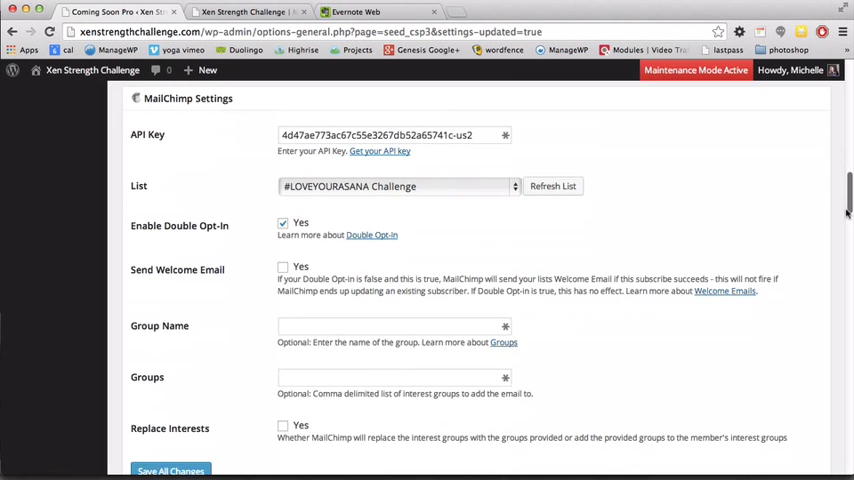 Coming Soon Pro ‹ Xen Stren
Xen Strength Challenge |
Evernote Web
xenstrengthchallenge.com/wp-admin/options-general.php?page=seed_csp3&settings-updated=true
Apps cal ManageWP yoga vimeo Duolingo Highrise Projects Genesis Google+ wordfence ManageWP Modules | Video Trai lastpass photoshop
Xen Strength Challenge 0 + New Maintenance Mode Active Howdy, Michelle
MailChimp Settings
API Key 4d47ae773ac67c55e3267db52a65741c-us2
Enter your API Key. Get your API key
List #LOVEYOURASANA Challenge Refresh List
Enable Double Opt-In Yes
Learn more about Double Opt-In
Send Welcome Email Yes
If your Double Opt-in is false and this is true, MailChimp will send your lists Welcome Email if this subscribe succeeds - this will not fire if
MailChimp ends up updating an existing subscriber. If Double Opt-in is true, this has no effect. Learn more about Welcome Emails.
Group Name
Optional: Enter the name of the group. Learn more about Groups
Groups
Optional: Comma delimited list of interest groups to add the email to.
Replace Interests Yes
Whether MailChimp will replace the interest groups with the groups provided or add the provided groups to the member's interest groups
Save All Changes